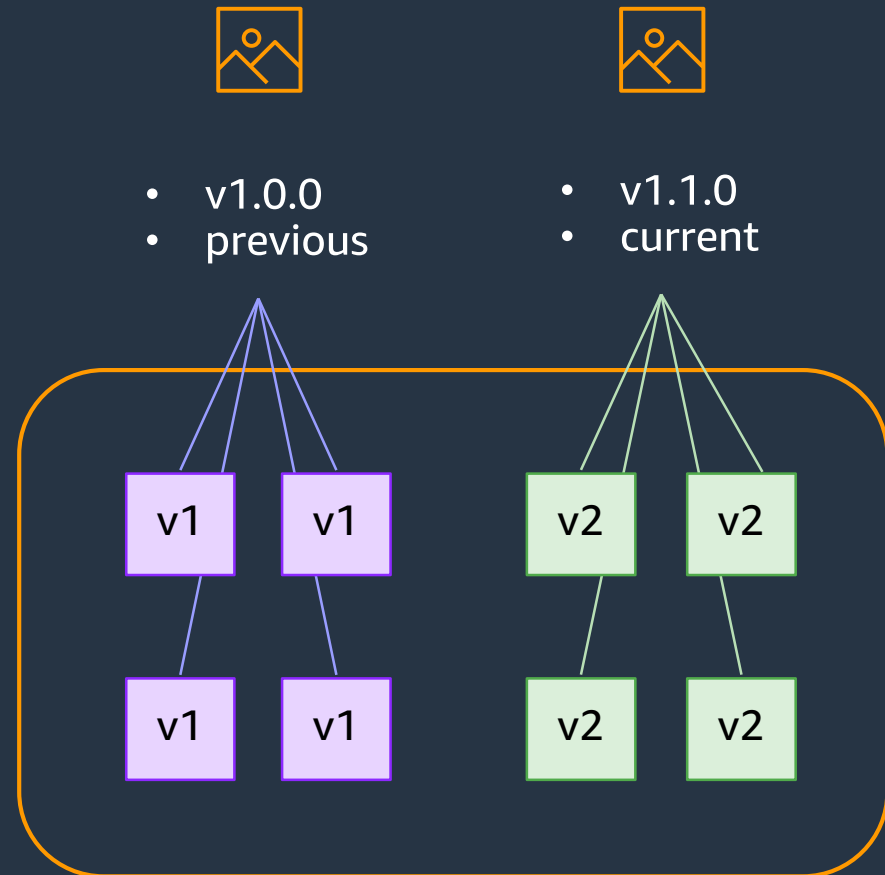 • v1.0.0
• previous
• v1.1.0
• current
v1 v1 v2 v2
v1 v1 v2 v2